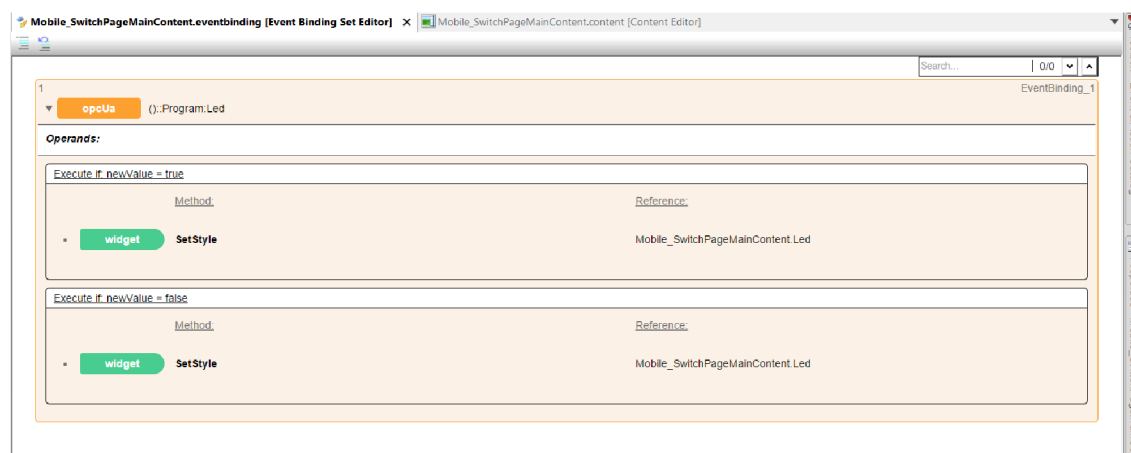 Mobile_SwitchPageMainContent.eventbinding [Event Binding Set Editor] X Mobile_SwitchPageMainContent.content [Content Editor]
Search... 0/0
1 EventBinding_1
opcUa ()::Program:Led
Operands:
Execute if: newValue = true
Method: Reference:
widget SetStyle Mobile_SwitchPageMainContent.Led
Execute if: newValue = false
Method: Reference:
widget SetStyle Mobile_SwitchPageMainContent.Led